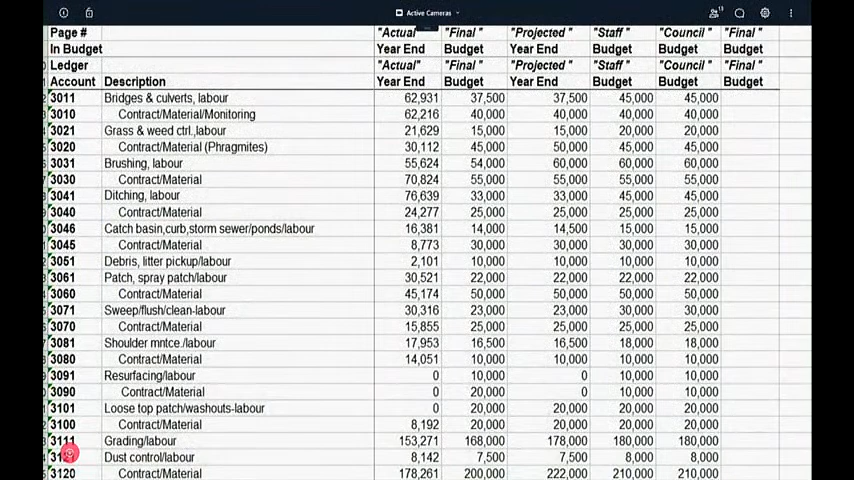 Active Cameras
13
Page # "Actual" "Final " "Projected " "Staff " "Council " "Final "
In Budget Year End Budget Year End Budget Budget Budget
Ledger "Actual" "Final " "Projected " "Staff " "Council " "Final "
Account Description Year End Budget Year End Budget Budget Budget
3011 Bridges & culverts, labour 62,931 37,500 37,500 45,000 45,000
3010 Contract/Material/Monitoring 62,216 40,000 40,000 40,000 40,000
3021 Grass & weed ctrl.,labour 21,629 15,000 15,000 20,000 20,000
3020 Contract/Material (Phragmites) 30,112 45,000 50,000 45,000 45,000
3031 Brushing, labour 55,624 54,000 60,000 60,000 60,000
3030 Contract/Material 70,824 55,000 55,000 55,000 55,000
3041 Ditching, labour 76,639 33,000 33,000 45,000 45,000
3040 Contract/Material 24,277 25,000 25,000 25,000 25,000
3046 Catch basin,curb,storm sewer/ponds/labour 16,381 14,000 14,500 15,000 15,000
3045 Contract/Material 8,773 30,000 30,000 30,000 30,000
3051 Debris, litter pickup/labour 2,101 10,000 10,000 10,000 10,000
3061 Patch, spray patch/labour 30,521 22,000 22,000 22,000 22,000
3060 Contract/Material 45,174 50,000 50,000 50,000 50,000
3071 Sweep/flush/clean-labour 30,316 23,000 23,000 30,000 30,000
3070 Contract/Material 15,855 25,000 25,000 25,000 25,000
3081 Shoulder mntce./labour 17,953 16,500 16,500 18,000 18,000
3080 Contract/Material 14,051 10,000 10,000 10,000 10,000
3091 Resurfacing/labour 0 10,000 0 10,000 10,000
3090 Contract/Material 0 20,000 0 20,000 20,000
3101 Loose top patch/washouts-labour 0 20,000 20,000 20,000 20,000
3100 Contract/Material 8,192 20,000 20,000 20,000 20,000
3111 Grading/labour 153,271 168,000 178,000 180,000 180,000
Dust control/labour 8,142 7,500 7,500 8,000 8,000
3120 Contract/Material 178,261 200,000 222,000 210,000 210,000